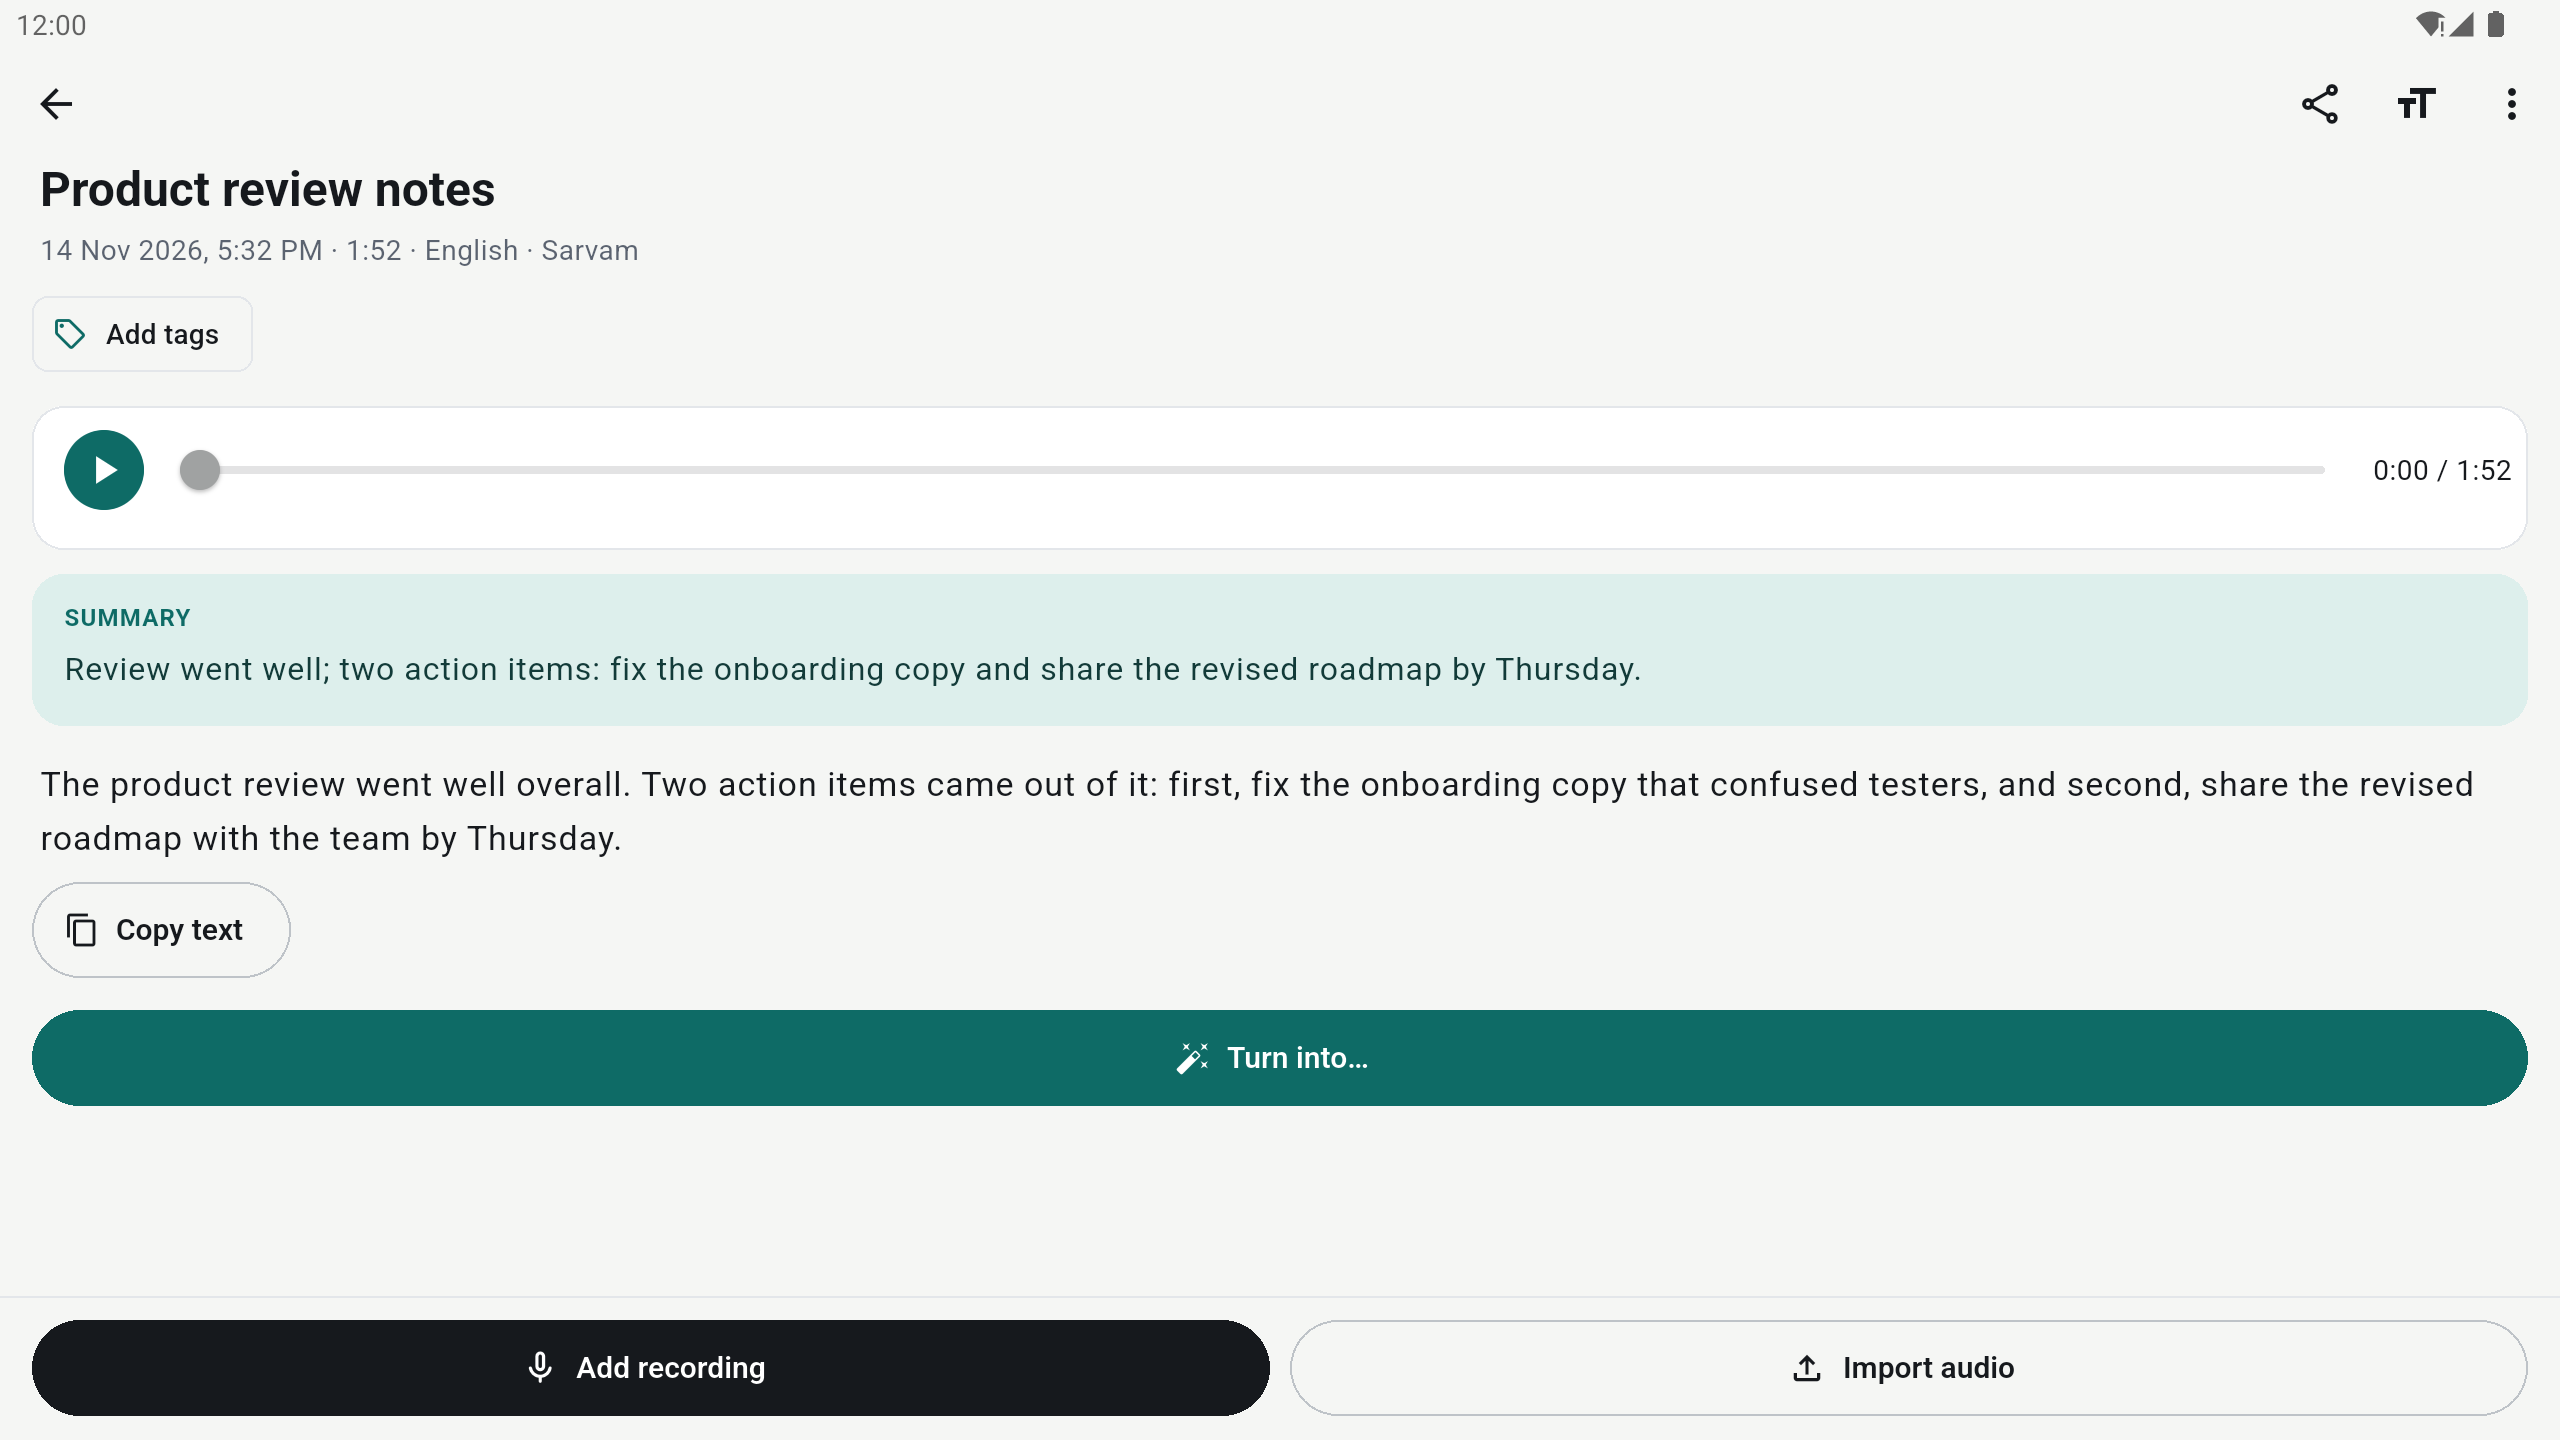 12:00
Product review notes
14 Nov 2026, 5:32 PM · 1:52 · English · Sarvam
Add tags
0:00 / 1:52
SUMMARY
Review went well; two action items: fix the onboarding copy and share the revised roadmap by Thursday.
The product review went well overall. Two action items came out of it: first, fix the onboarding copy that confused testers, and second, share the revised
roadmap with the team by Thursday.
Copy text
Turn into…
Add recording
Import audio